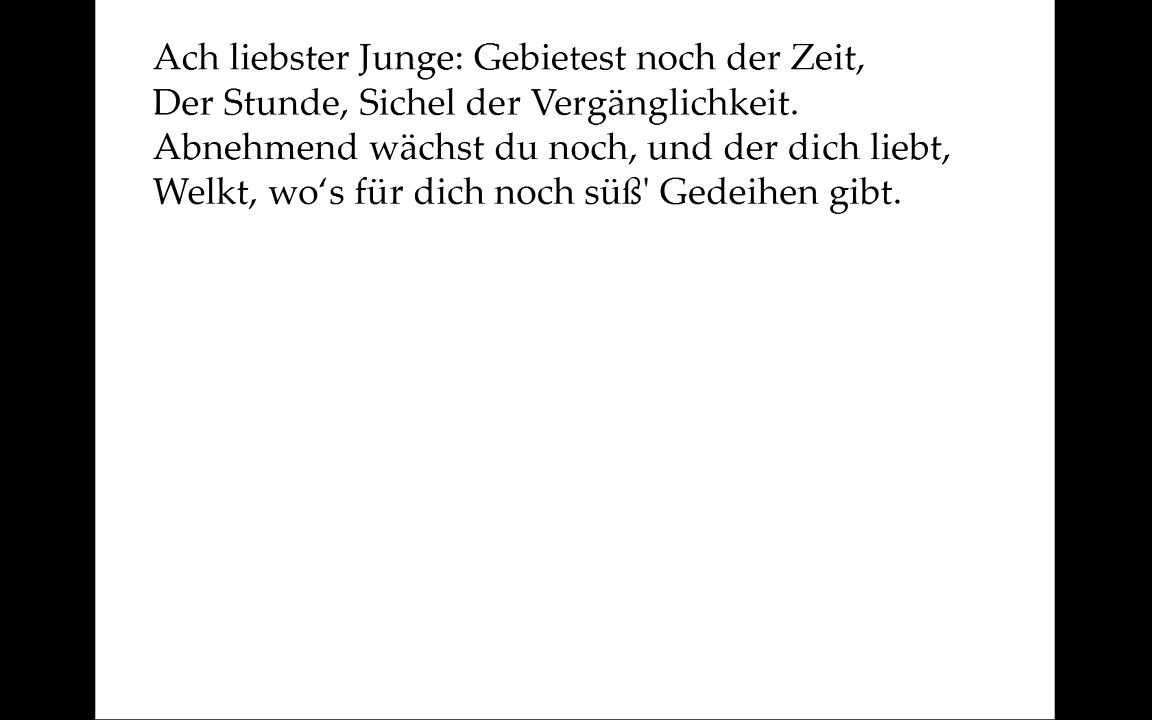 Ach liebster Junge: Gebietest noch der Zeit,
Der Stunde, Sichel der Vergänglichkeit.
Abnehmend wächst du noch, und der dich liebt,
Welkt, wo‘s für dich noch süß' Gedeihen gibt.